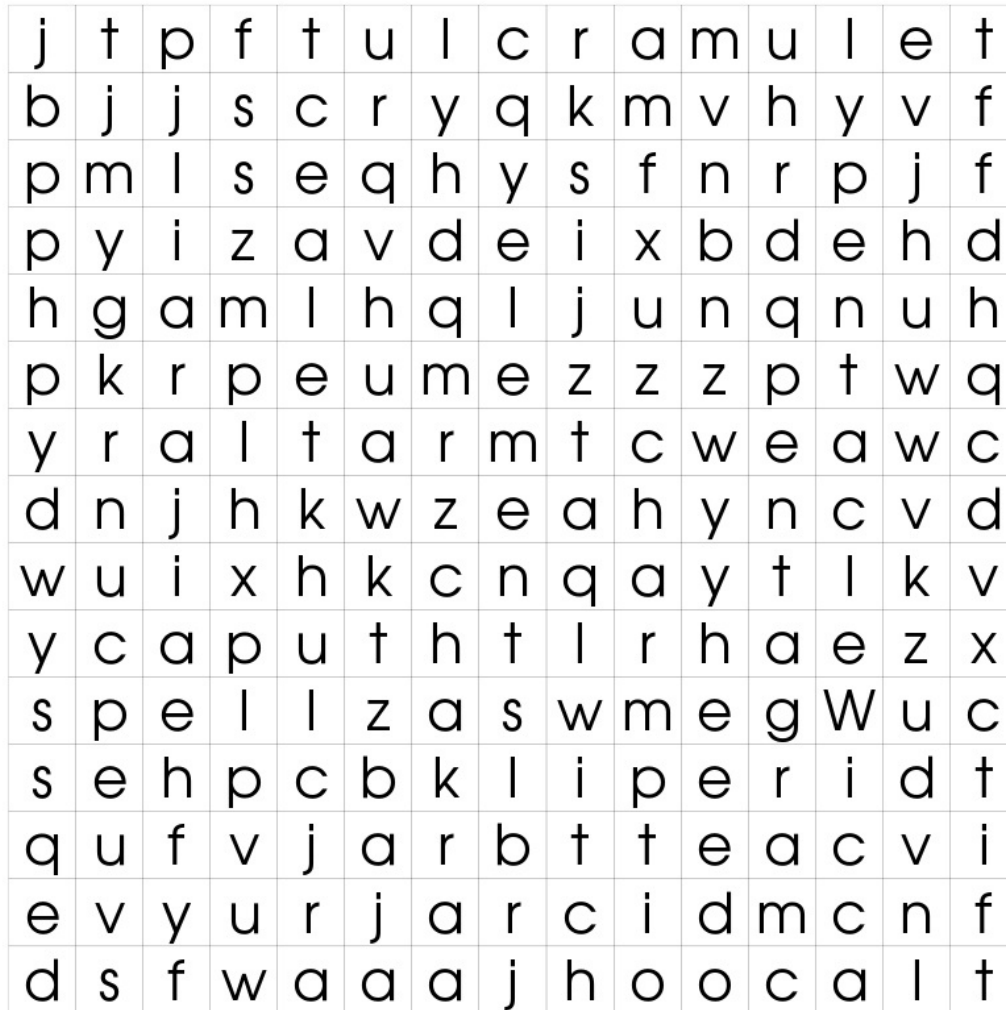 j t p f t u l c r a m u l e t
b j j s c r y q k m v h y v f
p m l s e q h y s f n r p j f
p y i z a v d e i x b d e h d
h g a m l h q l j u n q n u h
p k r p e u m e z z z p t w q
y r a l t a r m t c w e a w c
d n j h k w z e a h y n c v d
w u i x h k c n q a y t l k v
y c a p u t h t l r h a e z x
s p e l l z a s w m e g W u c
s e h p c b k l i p e r i d t
q u f v j a r b t t e a c v i
e v y u r j a r c i d m c n f
d s f w a a a j h o o c a l t